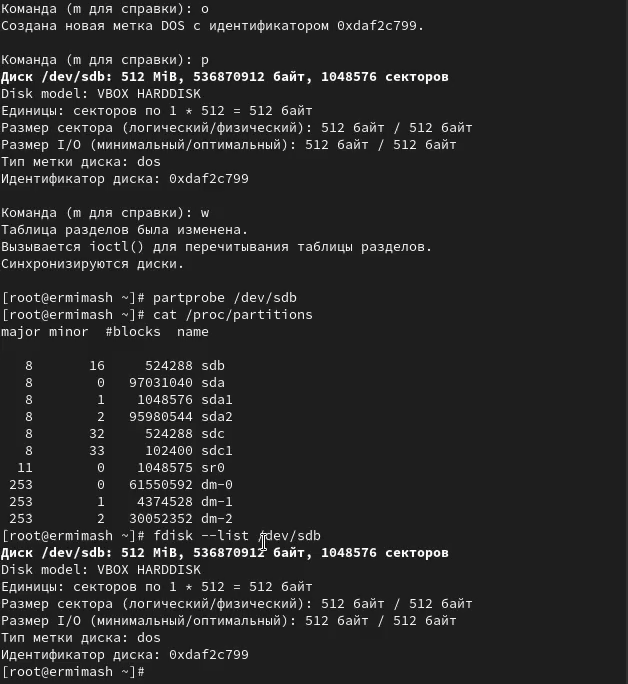 Команда (m для справки): o
Создана новая метка DOS с идентификатором 0xdaf2c799.
Команда (m для справки): p
Диск /dev/sdb: 512 MiB, 536870912 байт, 1048576 секторов
Disk model: VBOX HARDDISK
Единицы: секторов по 1 * 512 = 512 байт
Размер сектора (логический/физический): 512 байт / 512 байт
Размер I/O (минимальный/оптимальный): 512 байт / 512 байт
Тип метки диска: dos
Идентификатор диска: 0xdaf2c799
Команда (m для справки): w
Таблица разделов была изменена.
Вызывается ioctl() для перечитывания таблицы разделов.
Синхронизируются диски.
[root@ermimash ~]# partprobe /dev/sdb
[root@ermimash ~]# cat /proc/partitions
major minor  #blocks  name
8       16     524288 sdb
8        0   97031040 sda
8        1    1048576 sda1
8        2   95980544 sda2
8       32     524288 sdc
8       33     102400 sdc1
11        0    1048575 sr0
253        0   61550592 dm-0
253        1    4374528 dm-1
253        2   30052352 dm-2
[root@ermimash ~]# fdisk --list /dev/sdb
Диск /dev/sdb: 512 MiB, 536870912 байт, 1048576 секторов
Disk model: VBOX HARDDISK
Единицы: секторов по 1 * 512 = 512 байт
Размер сектора (логический/физический): 512 байт / 512 байт
Размер I/O (минимальный/оптимальный): 512 байт / 512 байт
Тип метки диска: dos
Идентификатор диска: 0xdaf2c799
[root@ermimash ~]#